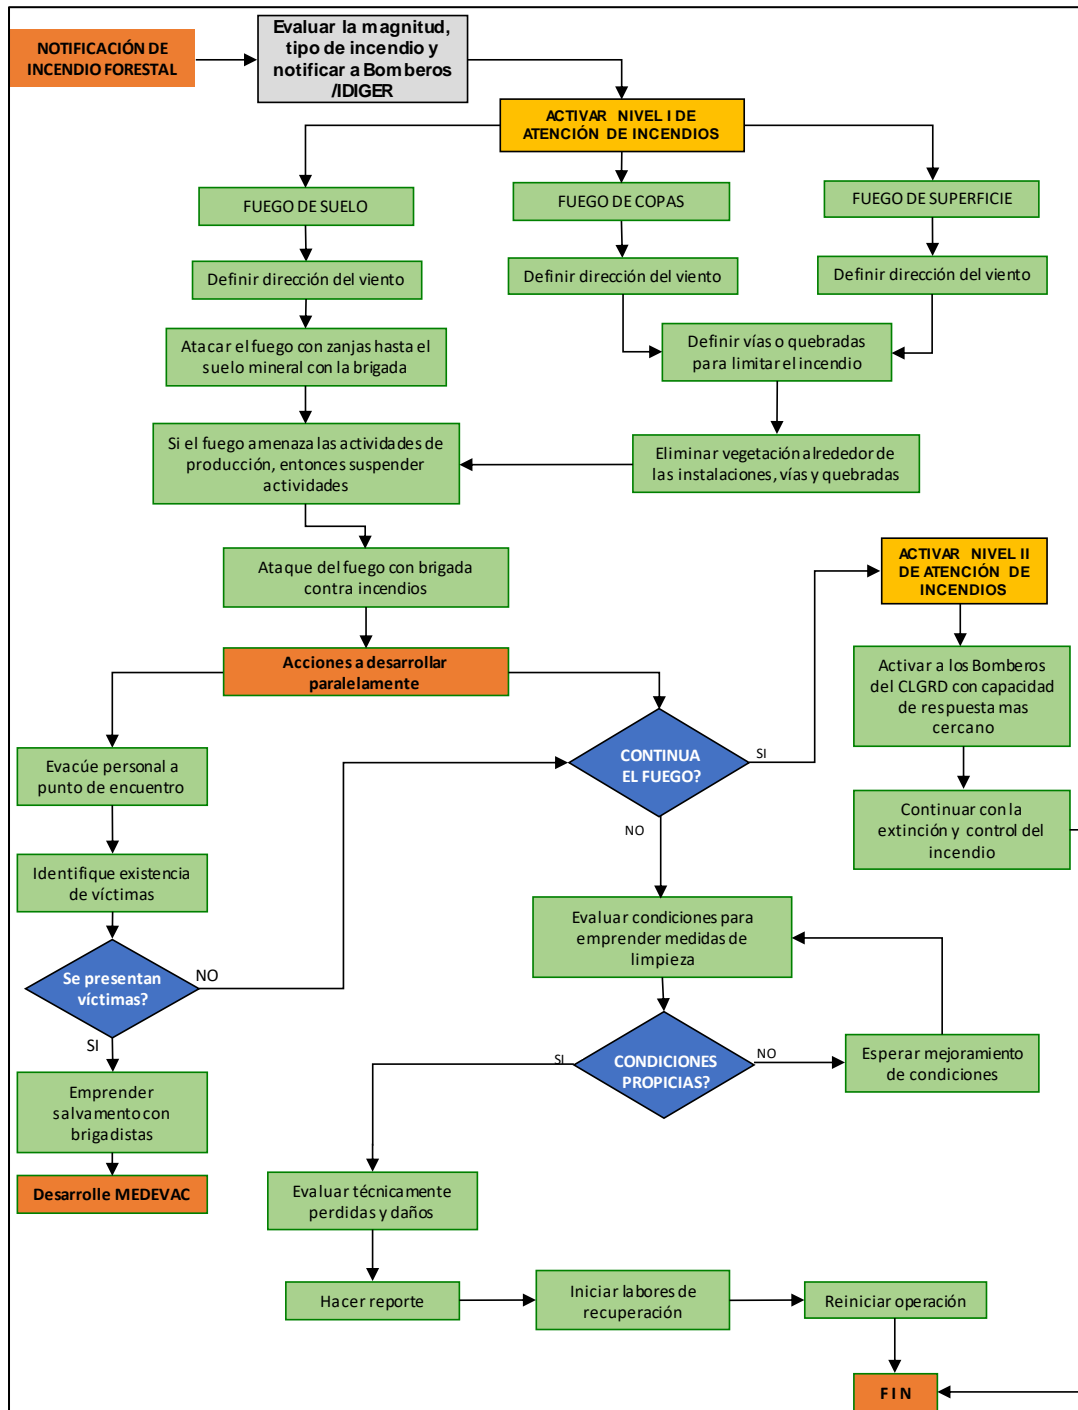 NOTIFICACIÓN DE
INCENDIO FORESTAL
Evaluar la magnitud,
tipo de incendio y
notificar a Bomberos
/IDIGER
ACTIVAR NIVEL I DE
ATENCIÓN DE INCENDIOS
FUEGO DE SUELO
FUEGO DE COPAS
FUEGO DE SUPERFICIE
Definir dirección del viento
Definir dirección del viento
Definir dirección del viento
Atacar el fuego con zanjas hasta el
suelo mineral con la brigada
Definir vías o quebradas
para limitar el incendio
Si el fuego amenaza las actividades de
producción, entonces suspender
actividades
Eliminar vegetación alrededor de
las instalaciones, vías y quebradas
Ataque del fuego con brigada
contra incendios
ACTIVAR NIVEL II
DE ATENCIÓN DE
INCENDIOS
Acciones a desarrollar
paralelamente
Activar a los Bomberos
del CLGRD con capacidad
de respuesta mas
cercano
CONTINUA
EL FUEGO?
SI
NO
Evacúe personal a
punto de encuentro
Continuar con la
extinción y control del
incendio
Identifique existencia
de víctimas
Evaluar condiciones para
emprender medidas de
limpieza
Se presentan
víctimas?
NO
SI
CONDICIONES
PROPICIAS?
SI
NO
Esperar mejoramiento
de condiciones
Emprender
salvamento con
brigadistas
Desarrolle MEDEVAC
Evaluar técnicamente
perdidas y daños
Hacer reporte
Iniciar labores de
recuperación
Reiniciar operación
F I N